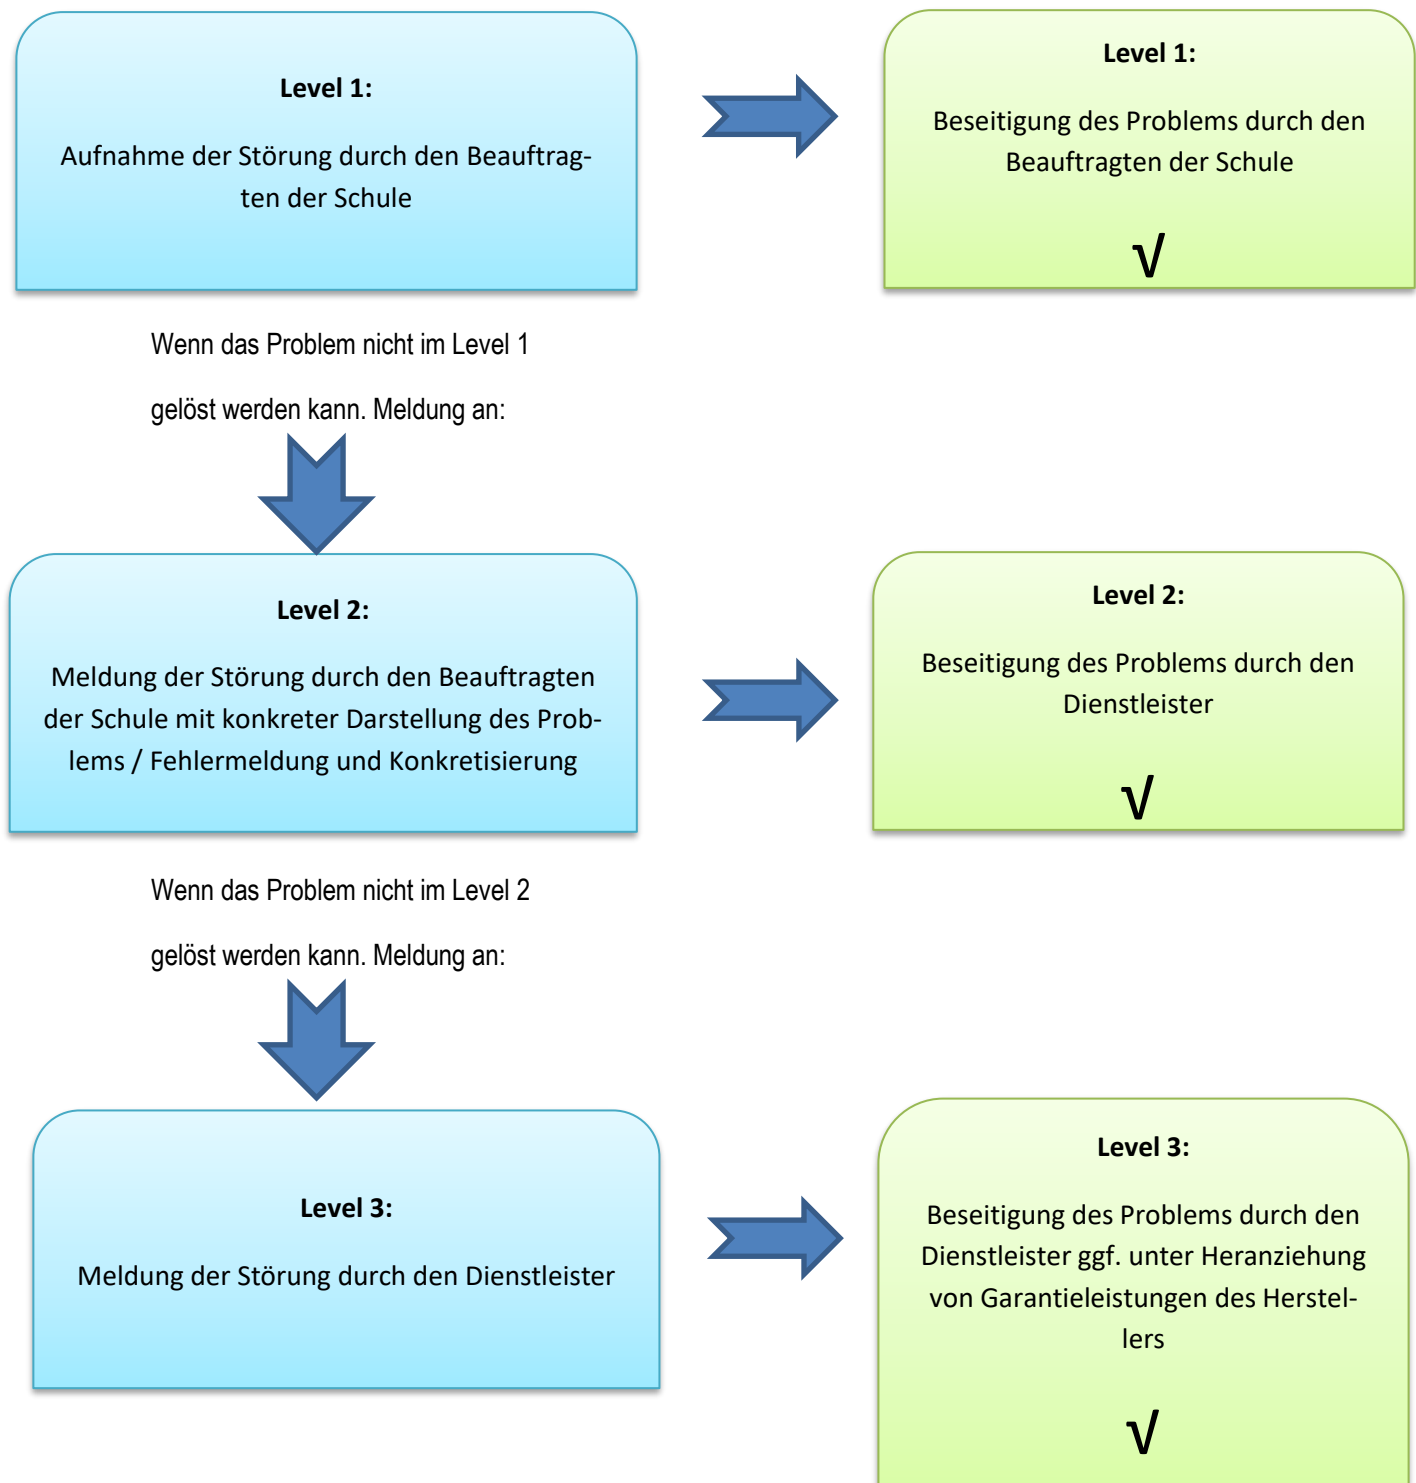 Level 1:
Aufnahme der Störung durch den Beauftrag-
ten der Schule
Level 1:
Beseitigung des Problems durch den
Beauftragten der Schule
√
Wenn das Problem nicht im Level 1
gelöst werden kann. Meldung an:
Level 2:
Meldung der Störung durch den Beauftragten
der Schule mit konkreter Darstellung des Prob-
lems / Fehlermeldung und Konkretisierung
Level 2:
Beseitigung des Problems durch den
Dienstleister
√
Wenn das Problem nicht im Level 2
gelöst werden kann. Meldung an:
Level 3:
Meldung der Störung durch den Dienstleister
Level 3:
Beseitigung des Problems durch den
Dienstleister ggf. unter Heranziehung
von Garantieleistungen des Herstel-
lers
√